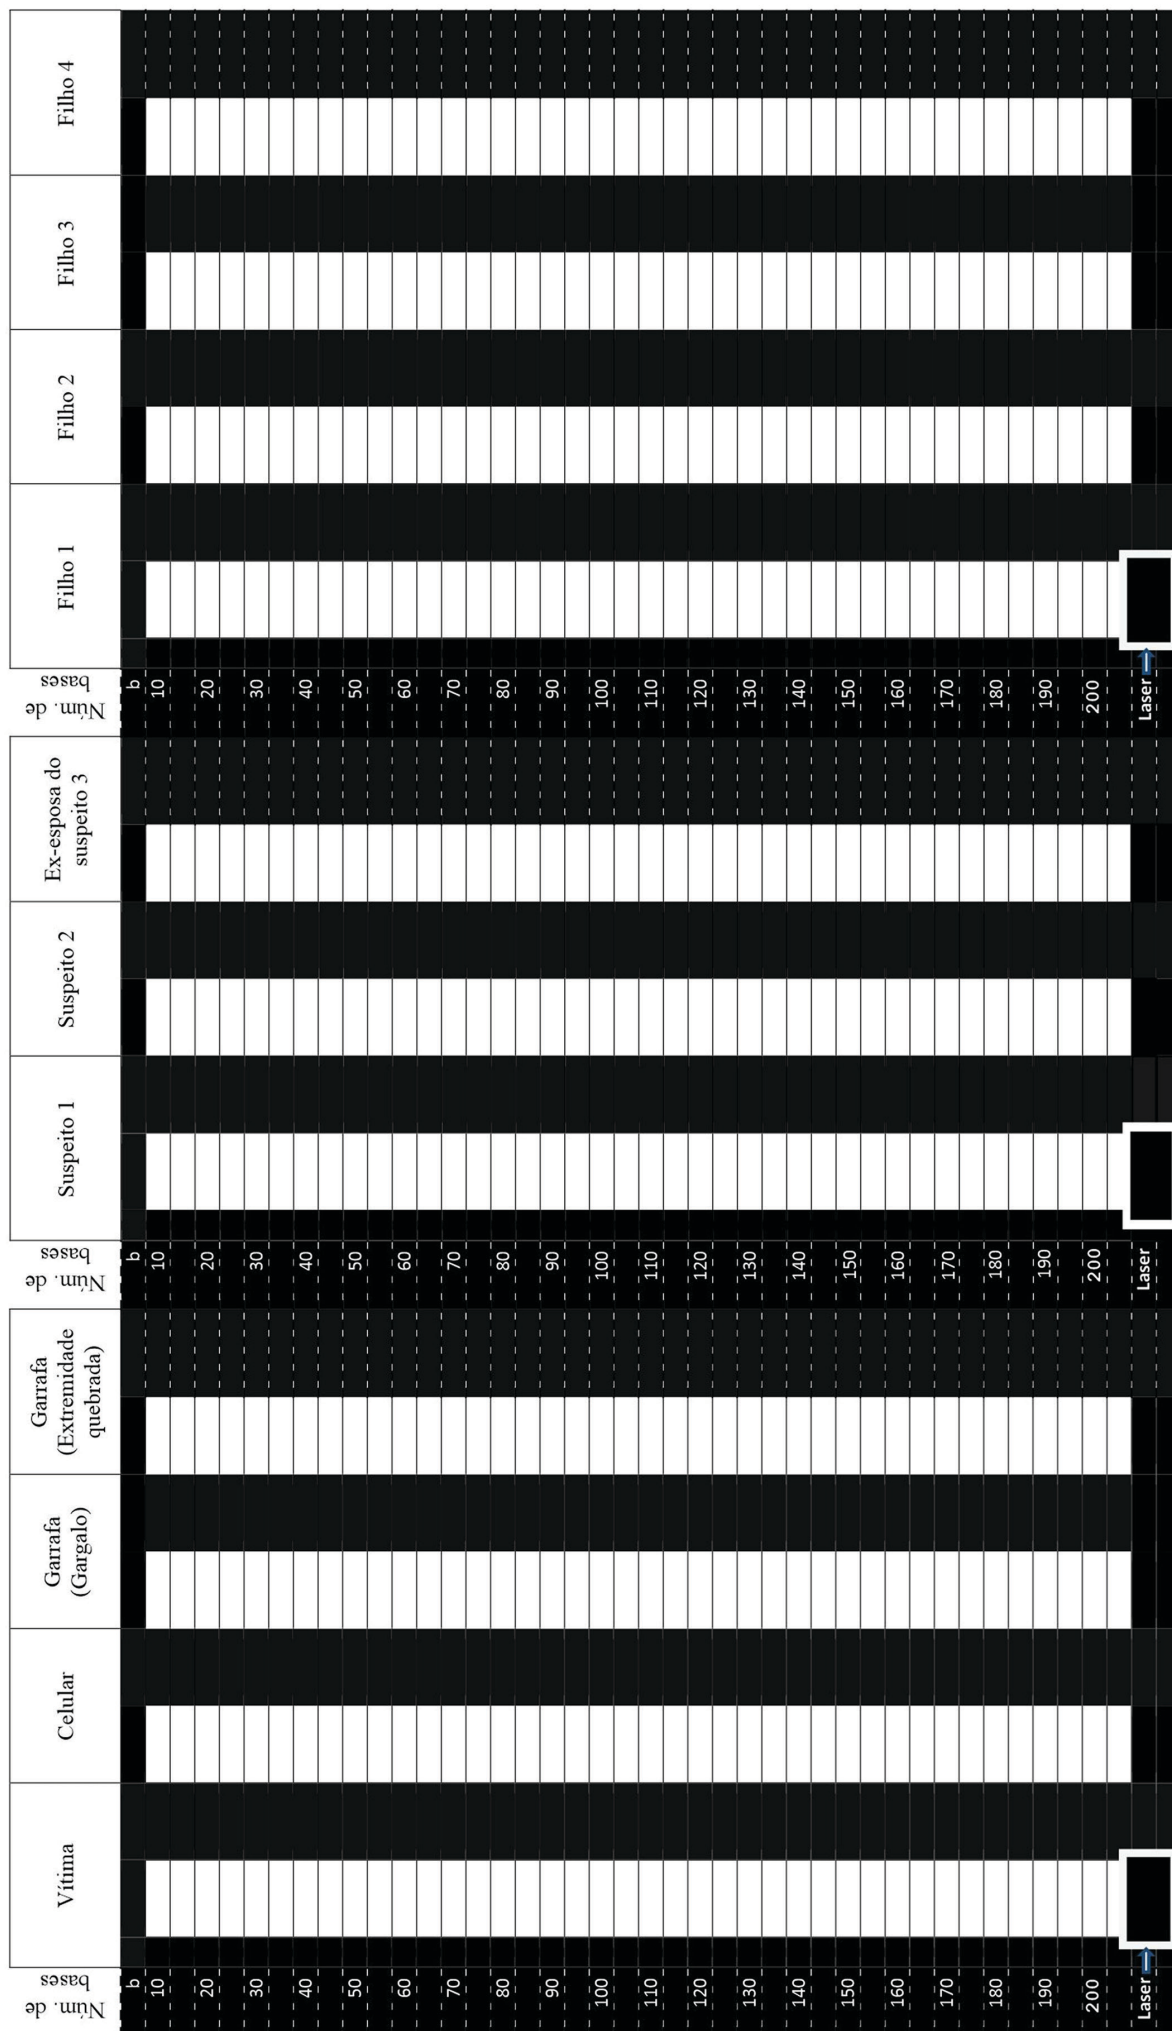 Núm. de
bases
Vítima
Celular
Garrafa
(Gargalo)
Garrafa
(Extremidade
quebrada)
b
10
20
30
40
50
60
70
80
90
100
110
120
130
140
150
160
170
180
190
200
Laser
Núm. de
bases
Suspeito 1
Suspeito 2
Ex-esposa do
suspeito 3
b
10
20
30
40
50
60
70
80
90
100
110
120
130
140
150
160
170
180
190
200
Laser
Núm. de
bases
Filho 1
Filho 2
Filho 3
Filho 4
b
10
20
30
40
50
60
70
80
90
100
110
120
130
140
150
160
170
180
190
200
Laser